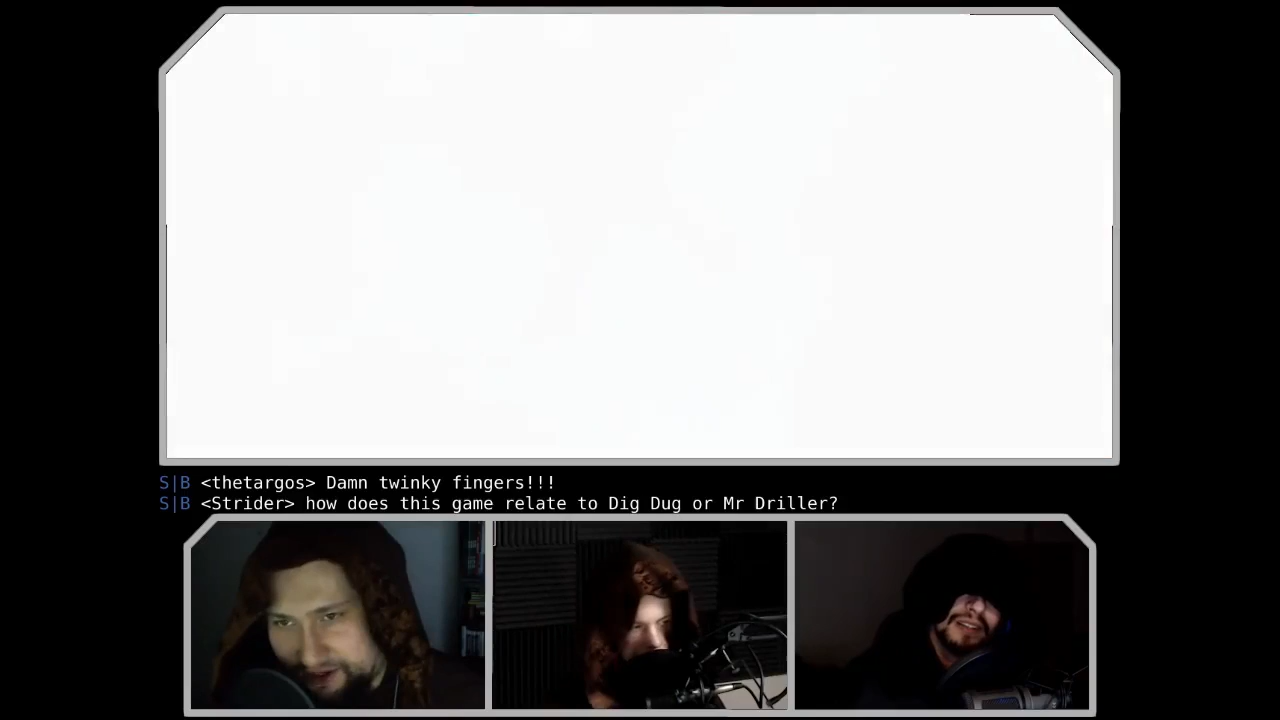 S|B <thetargos> Damn twinky fingers!!!
S|B <Strider> how does this game relate to Dig Dug or Mr Driller?